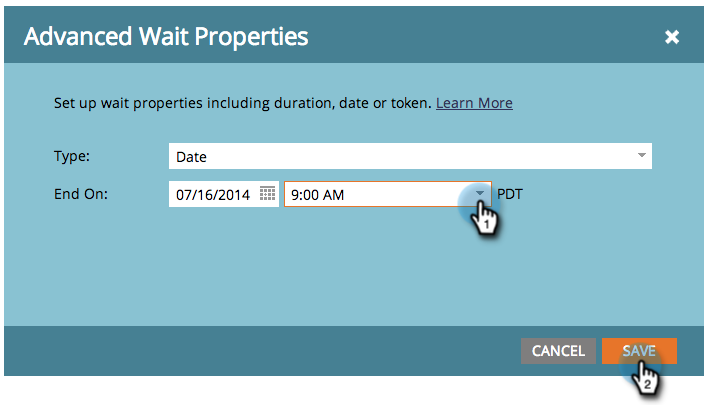 Advanced Wait Properties
Set up wait properties including duration, date or token. Learn More
Type: Date
End On: 07/16/2014 9:00 AM PDT
1
CANCEL SAVE
2